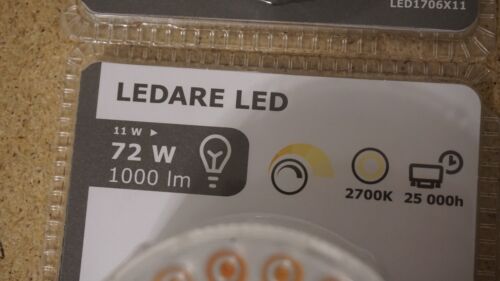 LED1706X11
LEDARE LED
11 W ►
72 W
1000 lm
2700K
25 000h